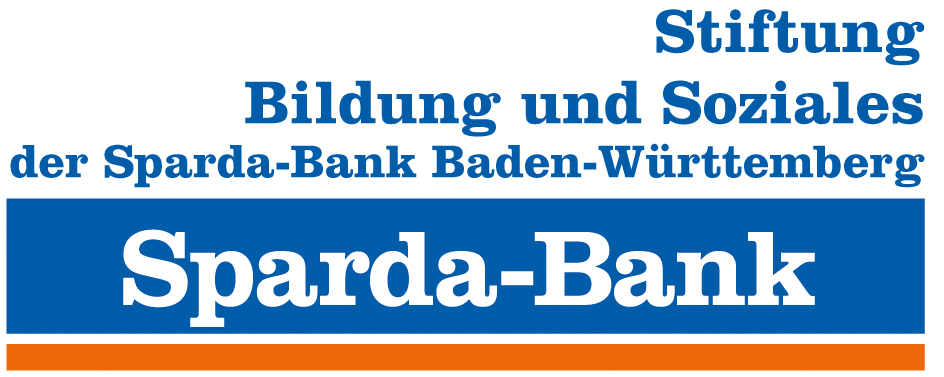 Stiftung
Bildung und Soziales
der Sparda-Bank Baden-Württemberg
Sparda-Bank